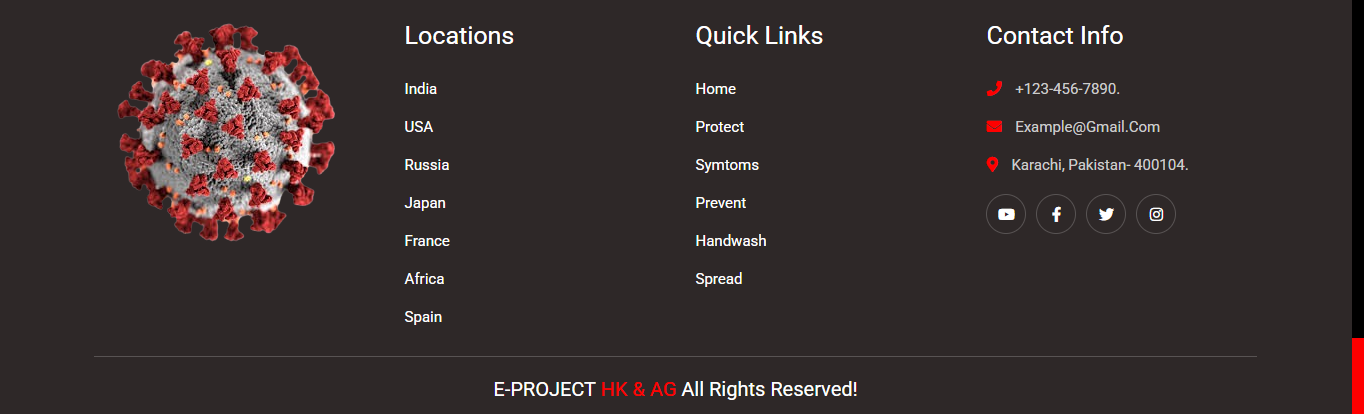 Locations
India
USA
Russia
Japan
France
Africa
Spain
Quick Links
Home
Protect
Symtoms
Prevent
Handwash
Spread
Contact Info
+123-456-7890.
Example@Gmail.Com
Karachi, Pakistan- 400104.
E-PROJECT HK & AG All Rights Reserved!